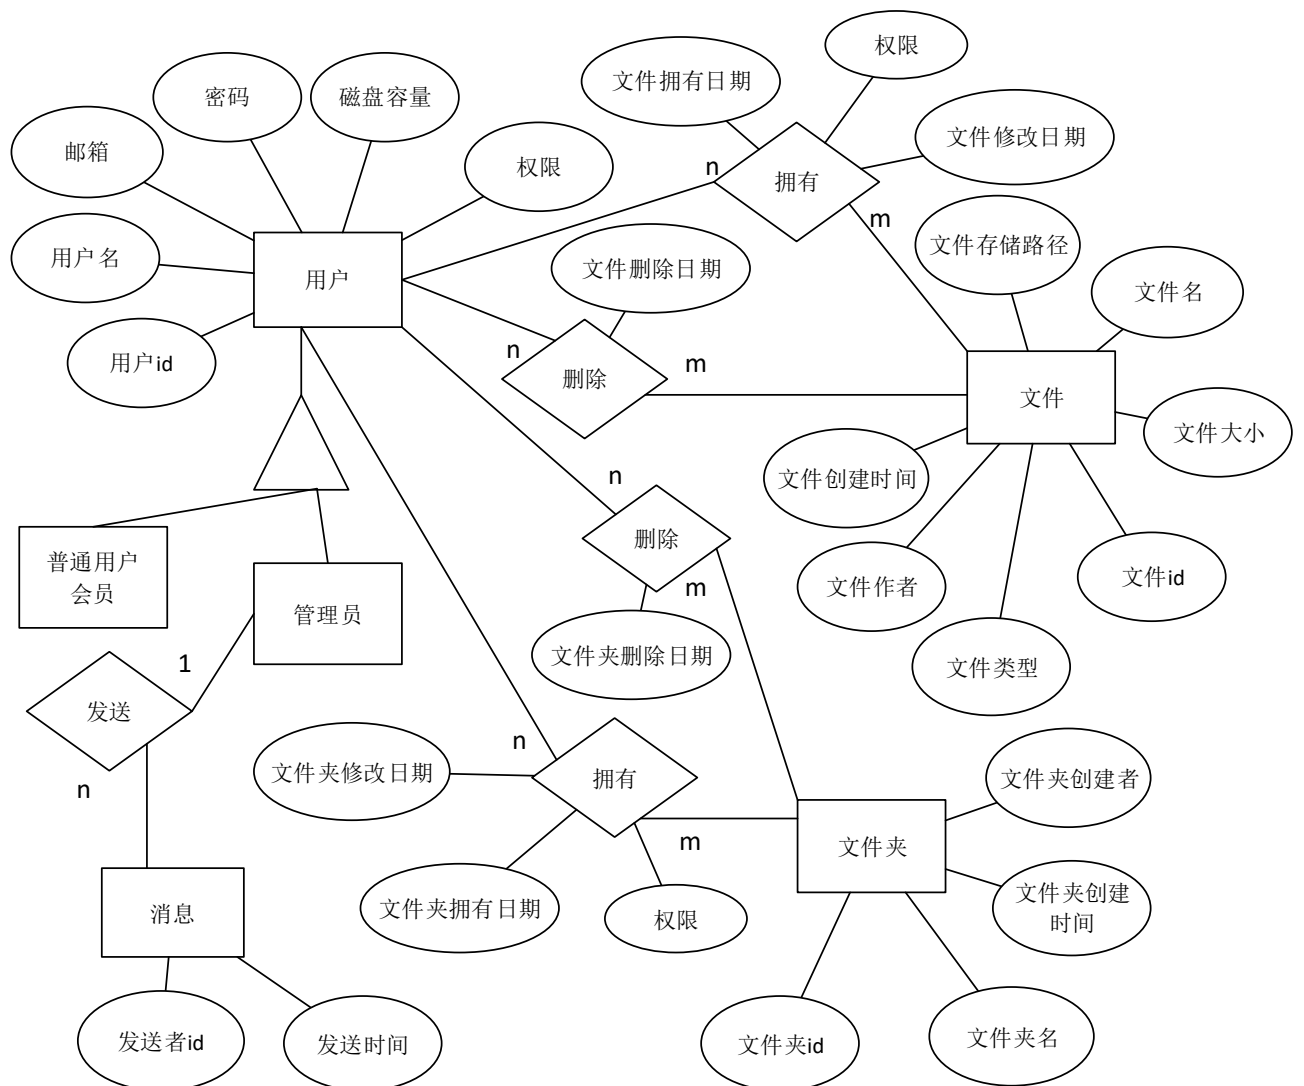 权限
文件拥有日期
密码
磁盘容量
文件修改日期
邮箱
权限
n
拥有
m
文件存储路径
用户名
用户
文件删除日期
文件名
n
m
用户id
删除
文件
文件大小
n
文件创建时间
删除
普通用户
会员
m
文件作者
文件id
管理员
1
文件夹删除日期
文件类型
发送
n
文件夹修改日期
拥有
文件夹创建者
n
m
文件夹
文件夹创建
时间
消息
文件夹拥有日期
权限
发送者id
发送时间
文件夹id
文件夹名